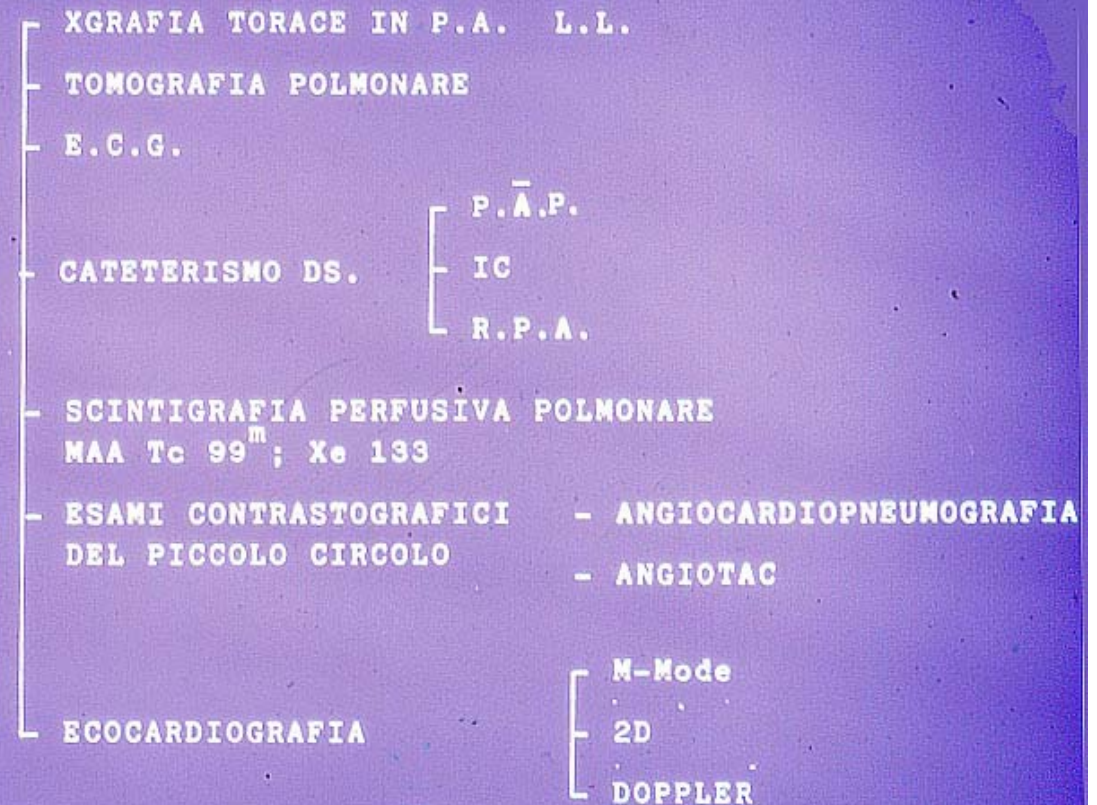 XGRAFIA TORACE IN P.A. L.L.
TOMOGRAFIA POLMONARE
E.C.G.
CATETERISMO DS.
P.A̅.P.
IC
R.P.A.
SCINTIGRAFIA PERFUSIVA POLMONARE
MAA Tc 99m; Xe 133
ESAMI CONTRASTOGRAFICI
DEL PICCOLO CIRCOLO
- ANGIOCARDIOPNEUMOGRAFIA
- ANGIOTAC
ECOCARDIOGRAFIA
M-Mode
2D
DOPPLER